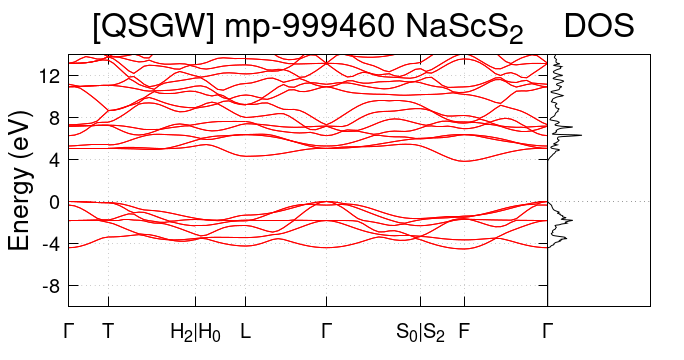 [QSGW] mp-999460 NaScS₂ DOS
Energy (eV)
12
8
4
0
-4
-8
Γ T H₂|H₀ L Γ S₀|S₂ F Γ